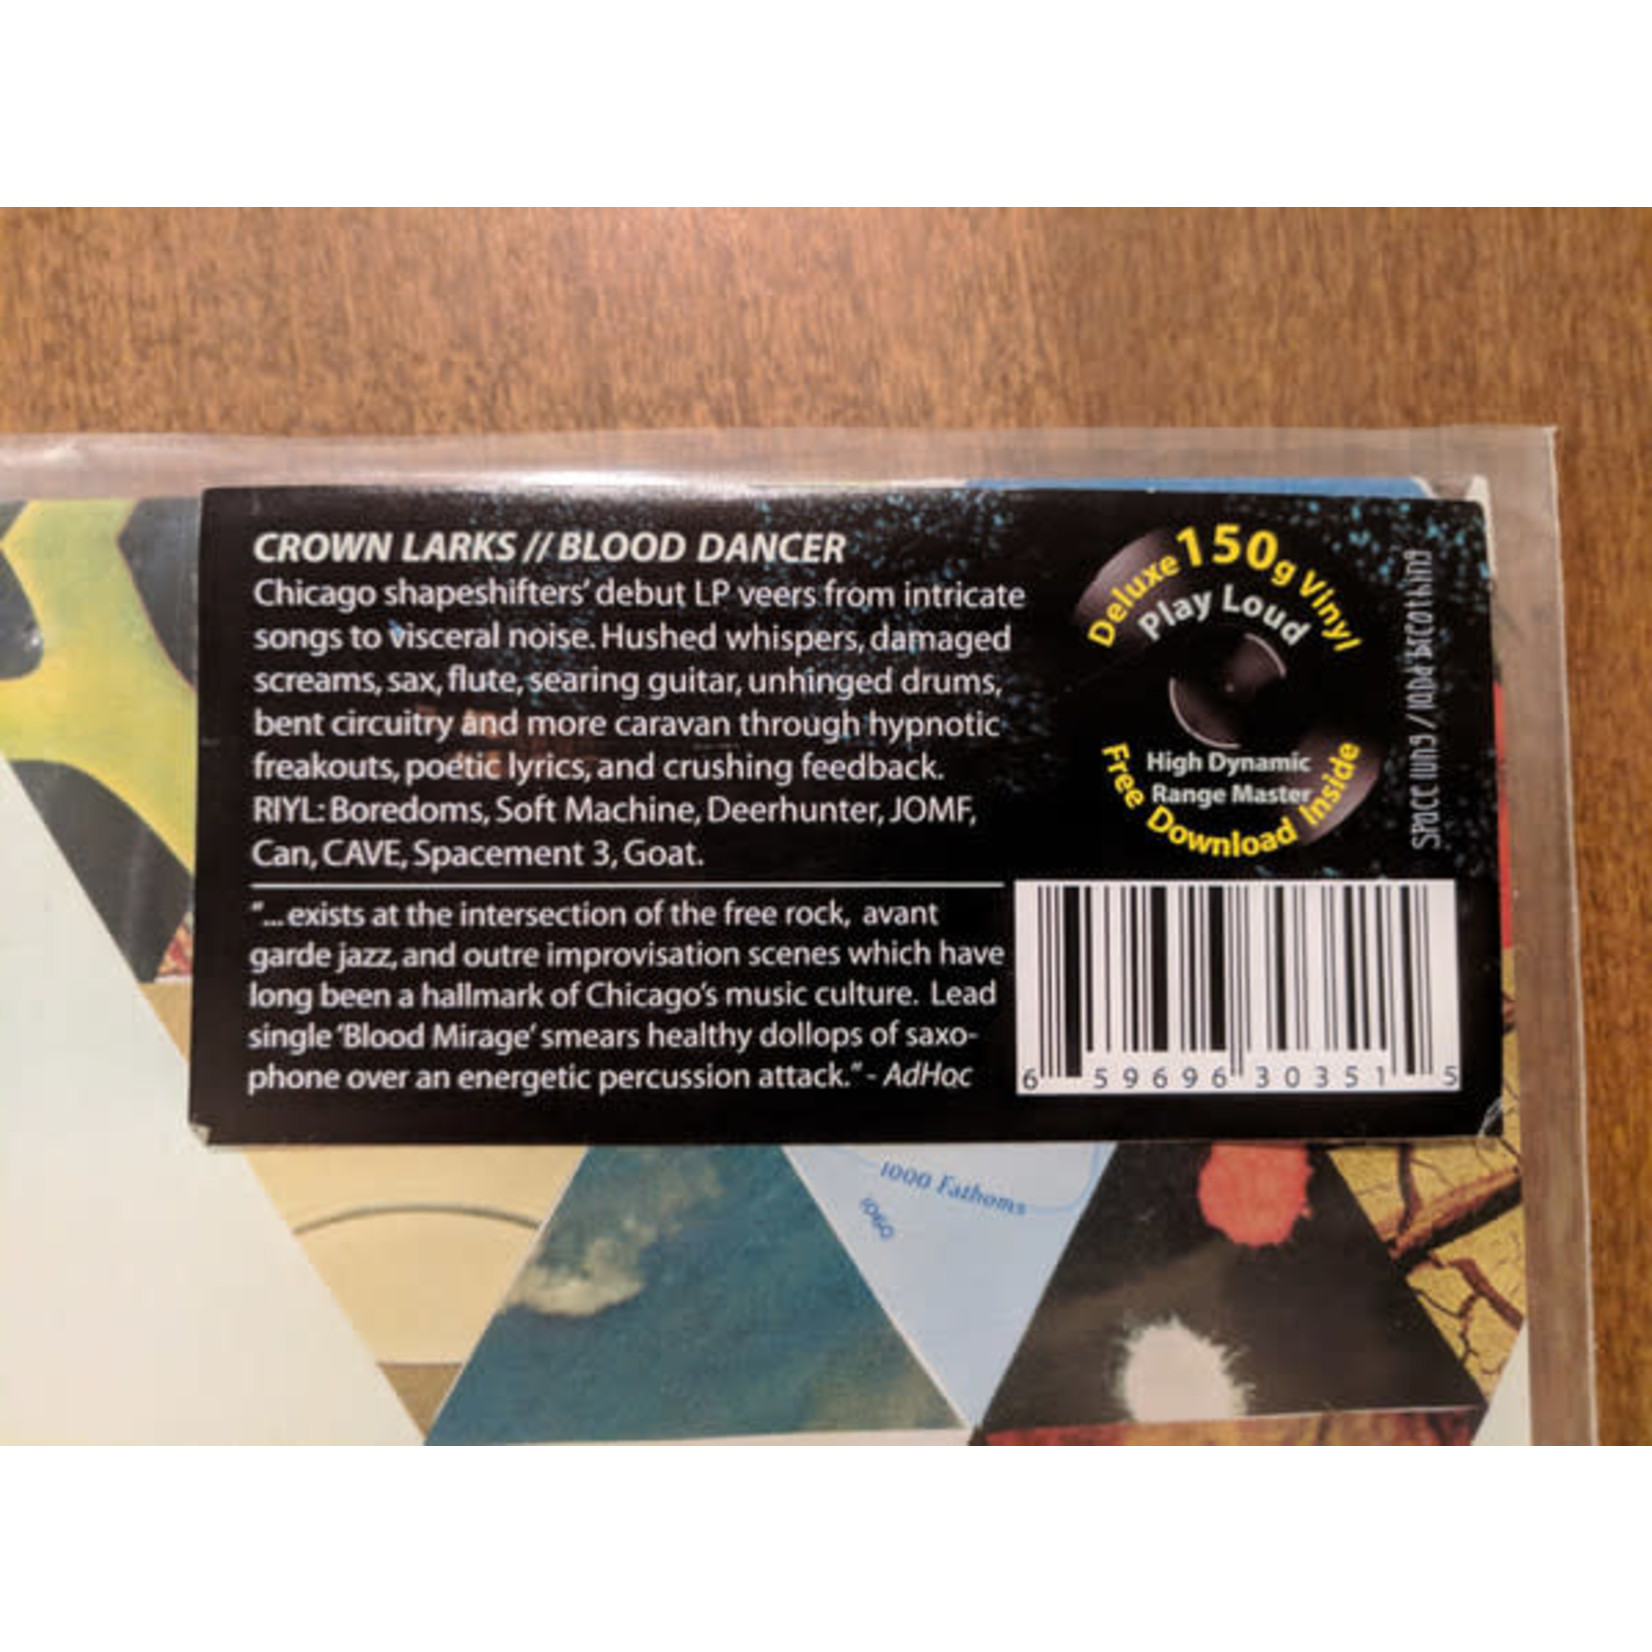 CROWN LARKS // BLOOD DANCER
Chicago shapeshifters' debut LP veers from intricate
songs to visceral noise. Hushed whispers, damaged
screams, sax, flute, searing guitar, unhinged drums,
bent circuitry and more caravan through hypnotic
freakouts, poetic lyrics, and crushing feedback.
RIYL: Boredoms, Soft Machine, Deerhunter, JOMF,
Can, CAVE, Spacement 3, Goat.
"... exists at the intersection of the free rock, avant
garde jazz, and outre improvisation scenes which have
long been a hallmark of Chicago's music culture. Lead
single 'Blood Mirage' smears healthy dollops of saxo-
phone over an energetic percussion attack." - AdHoc
Deluxe 150g Vinyl
Play Loud
High Dynamic
Range Master
Free Download Inside
space lung /
6 59696 30351 5
1000 Fathoms
1060